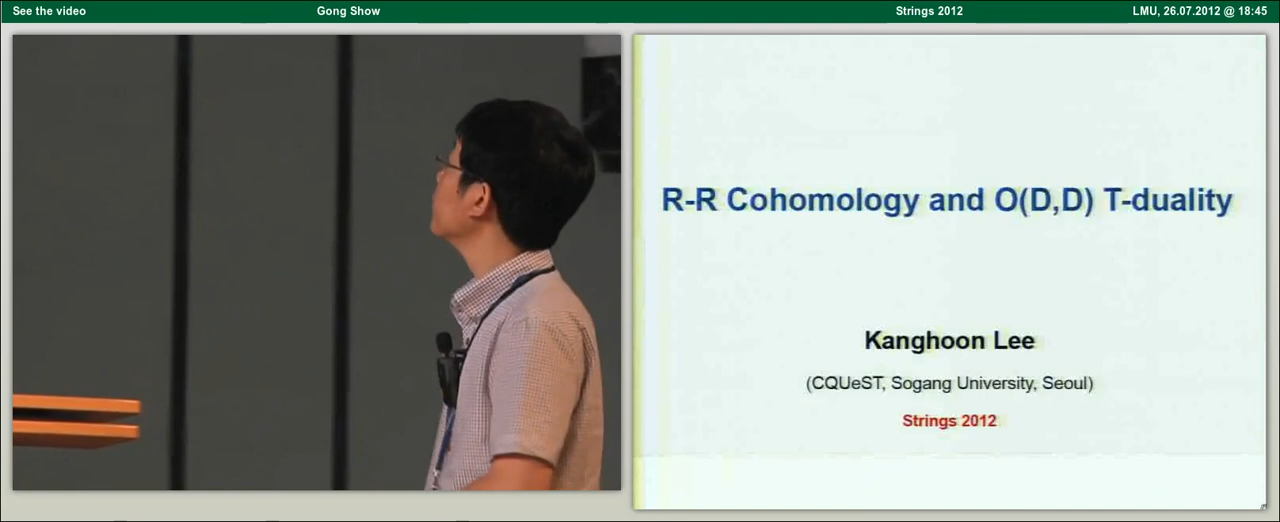 See the video
Gong Show
Strings 2012
LMU, 26.07.2012 @ 18:45
R-R Cohomology and O(D,D) T-duality
Kanghoon Lee
(CQUeST, Sogang University, Seoul)
Strings 2012